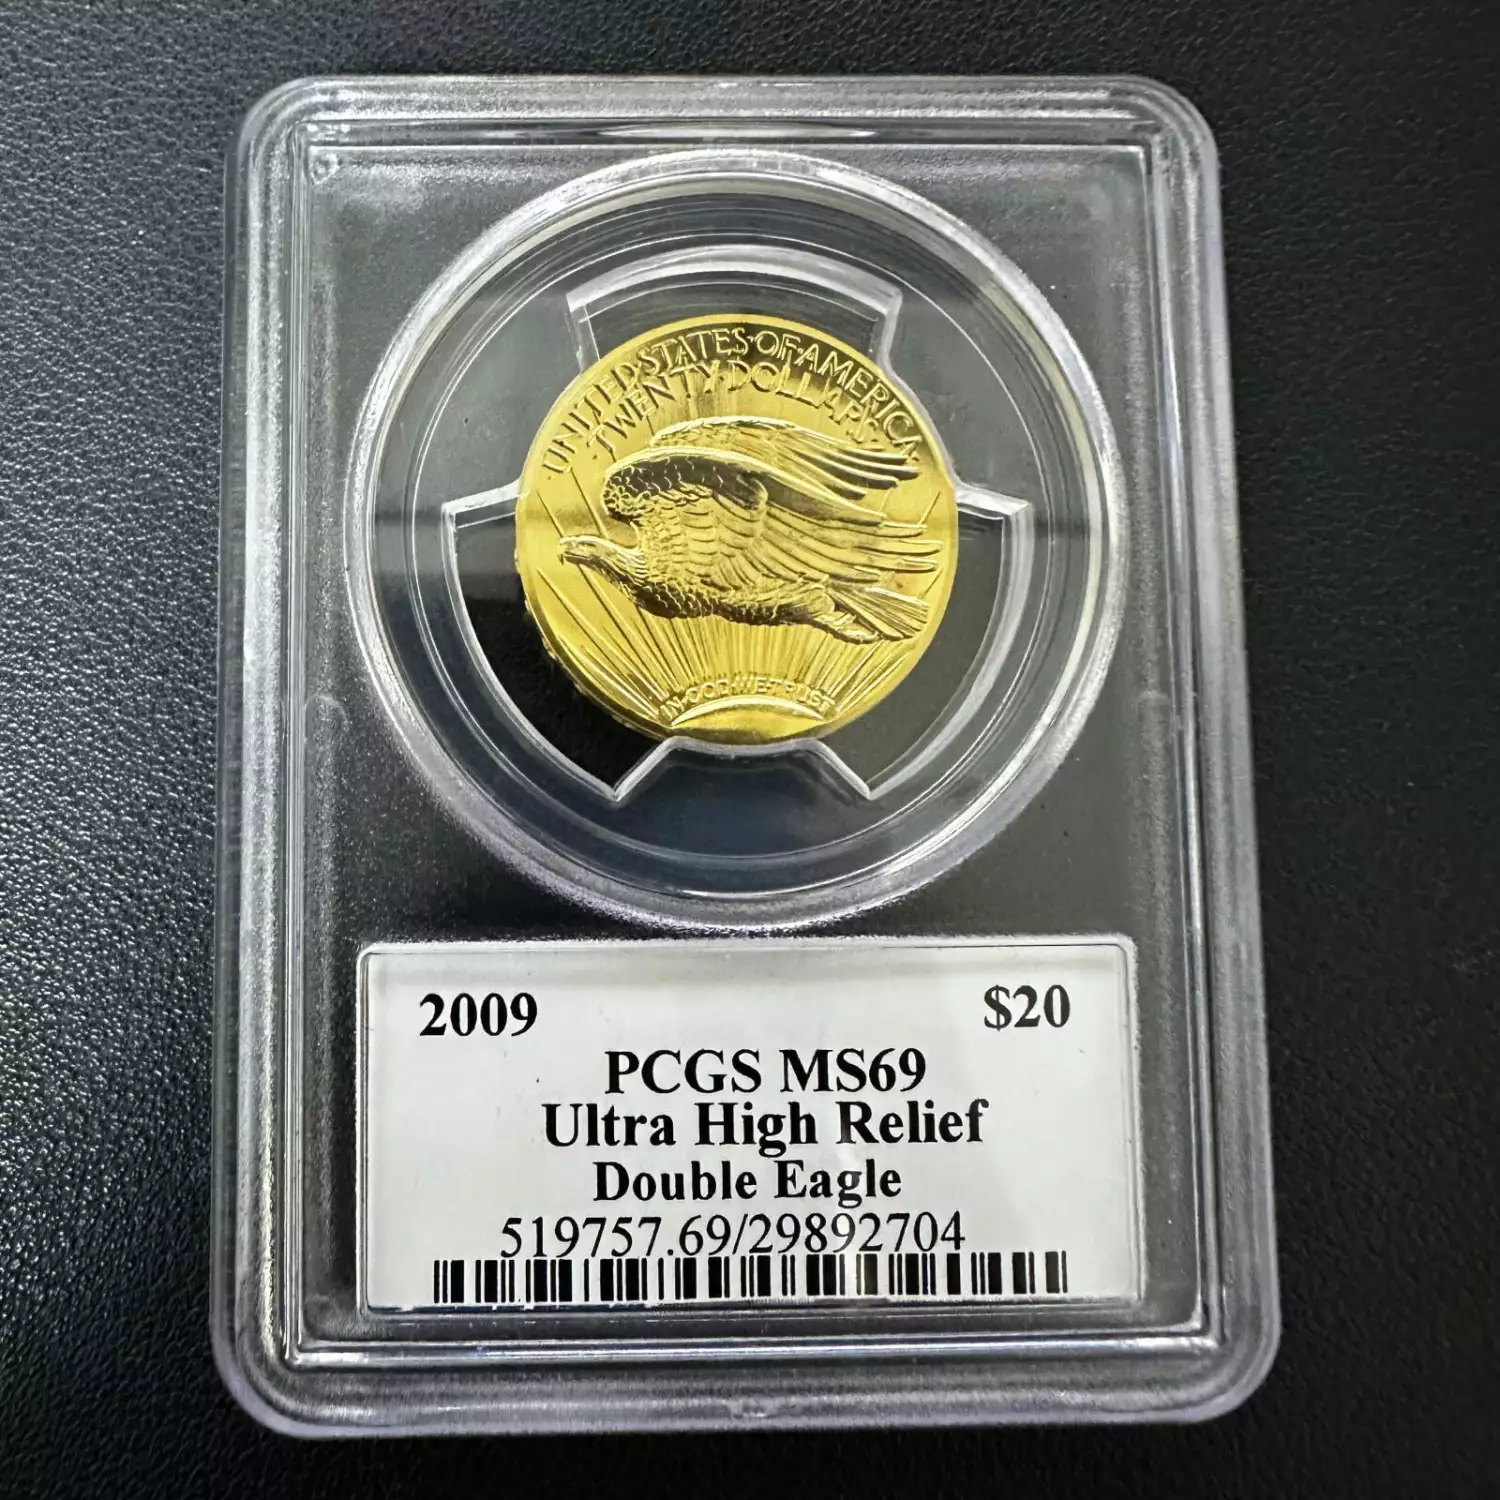 ·UNITED·STATES·OF·AMERICA·
·TWENTY·DOLLARS·
IN·GOD·WE·TRUST
2009 $20
PCGS MS69
Ultra High Relief
Double Eagle
519757.69/29892704